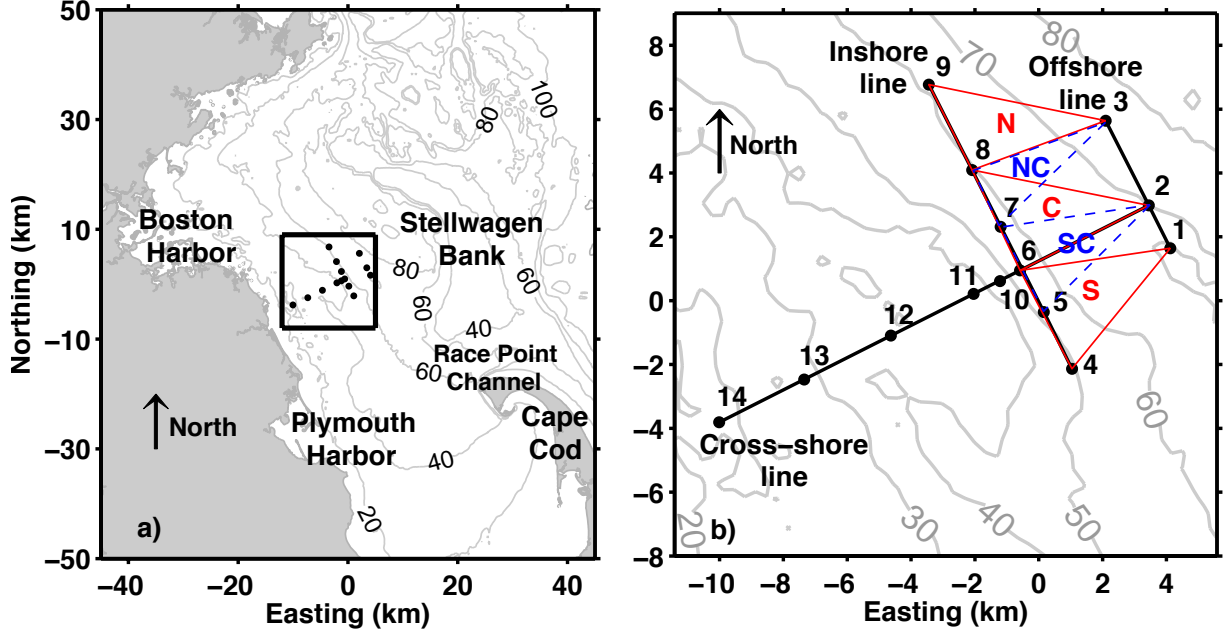 50
30
10
−10
−30
−50
−40
−20
0
20
40
Northing (km)
Easting (km)
Boston
Harbor
Stellwagen
Bank
Race Point
Channel
Cape
Cod
Plymouth
Harbor
North
a)
100
80
80
60
60
40
60
40
20
8
6
4
2
0
−2
−4
−6
−8
−10
−8
−6
−4
−2
0
2
4
Easting (km)
Inshore
line
Offshore
line
Cross−shore
line
North
b)
9
3
8
2
7
1
6
11
10
5
12
4
13
14
N
NC
C
SC
S
80
70
60
50
40
30
20